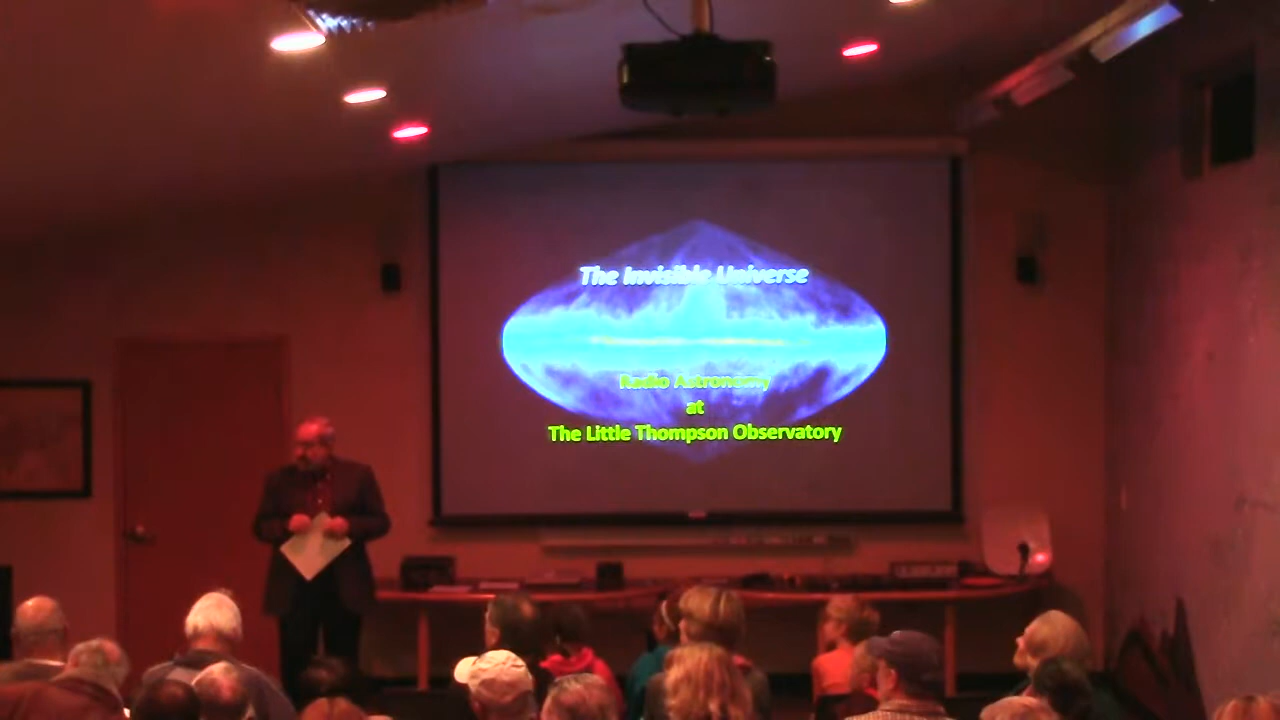 The Invisible Universe
Radio Astronomy
at
The Little Thompson Observatory